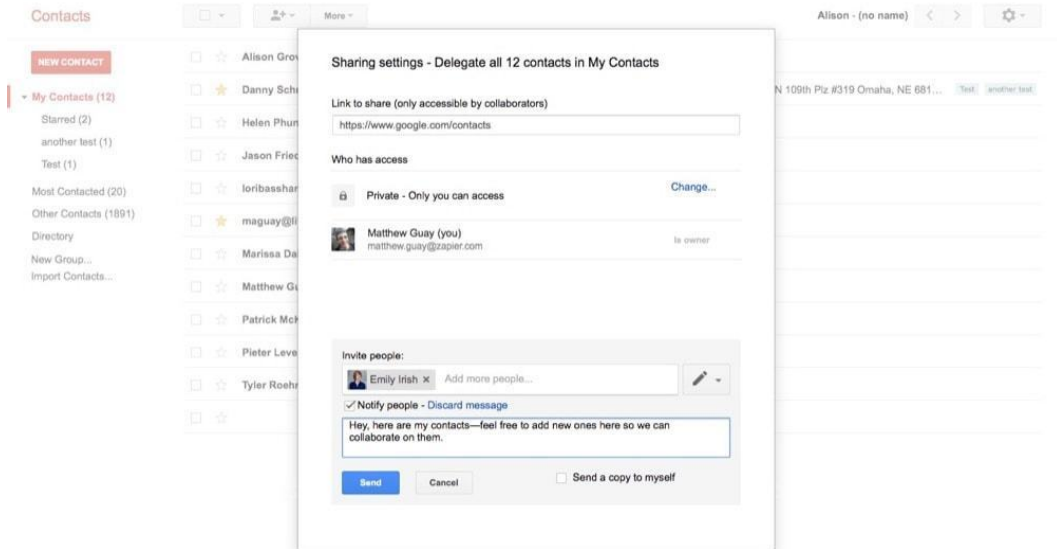 Contacts
More
Alison - (no name)
NEW CONTACT
My Contacts (12)
Starred (2)
another test (1)
Test (1)
Most Contacted (20)
Other Contacts (1891)
Directory
New Group...
Import Contacts...
Alison Gro
Danny Sch
N 109th Plz #319 Omaha, NE 681... Test another test
Helen Phun
Jason Fried
loribasshar
maguay@li
Marissa Da
Matthew Gu
Patrick McK
Pieter Leve
Tyler Roehr
Sharing settings - Delegate all 12 contacts in My Contacts
Link to share (only accessible by collaborators)
https://www.google.com/contacts
Who has access
Private - Only you can access
Change...
Matthew Guay (you)
matthew.guay@zapier.com
Is owner
Invite people:
Emily Irish × Add more people...
Notify people - Discard message
Hey, here are my contacts—feel free to add new ones here so we can
collaborate on them.
Send
Cancel
Send a copy to myself